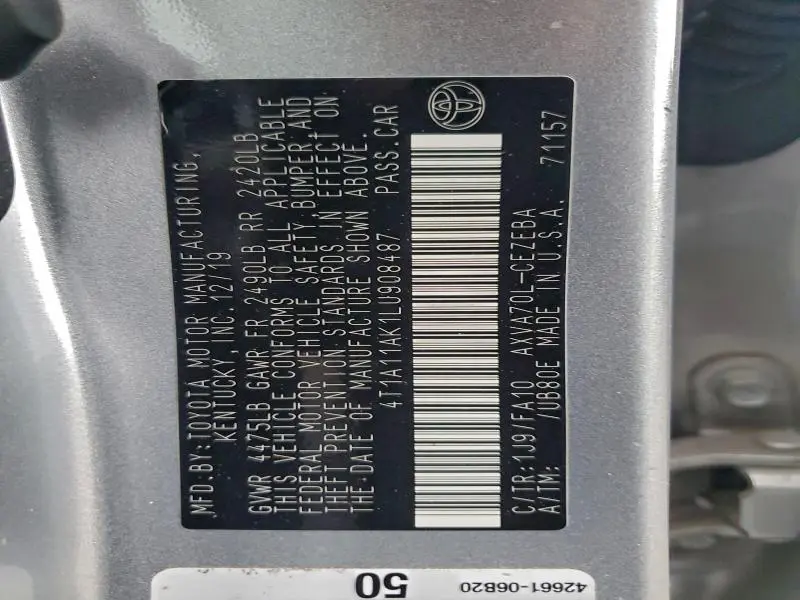 MFD. BY: TOYOTA MOTOR MANUFACTURING,
KENTUCKY, INC. 12/19
GVWR 4475LB GAWR FR 2490LB RR 2420LB
THIS VEHICLE CONFORMS TO ALL APPLICABLE
FEDERAL MOTOR VEHICLE SAFETY, BUMPER, AND
THEFT PREVENTION STANDARDS IN EFFECT ON
THE DATE OF MANUFACTURE SHOWN ABOVE.
4T1A11AK1LU908487 PASS. CAR
C/TR: 1J9/FA10 AXVA70L-CEZEBA
A/TM: /UB80E MADE IN U.S.A. 71157
50
42661-06B20